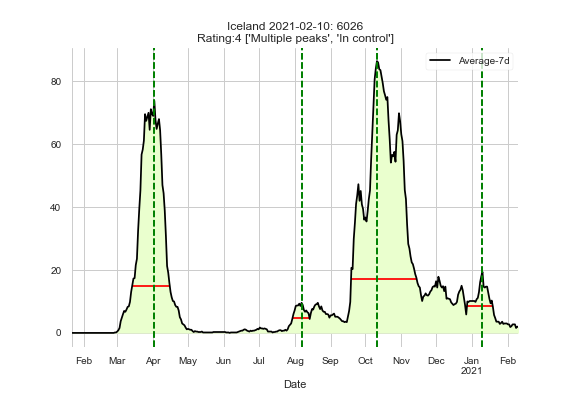 Iceland 2021-02-10: 6026
Rating:4 ['Multiple peaks', 'In control']
Average-7d
80
60
40
20
0
Feb Mar Apr May Jun Jul Aug Sep Oct Nov Dec Jan Feb
2021
Date